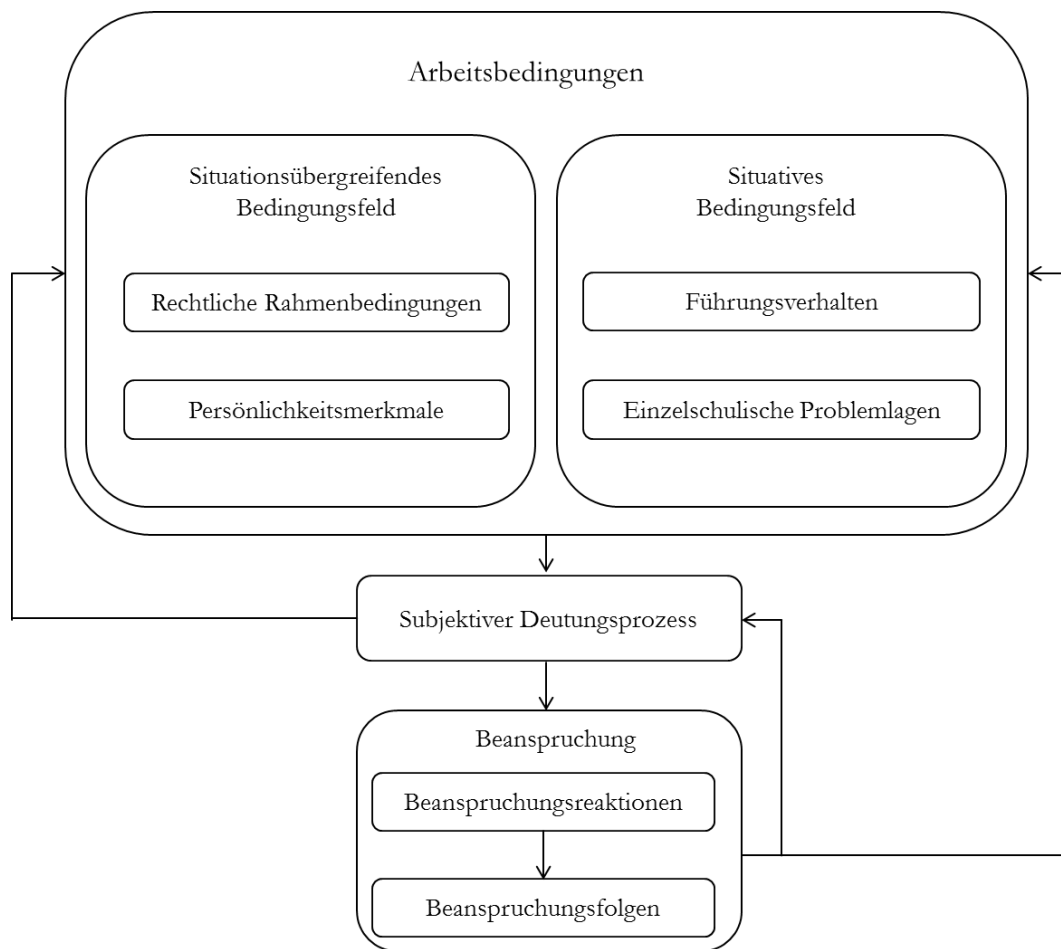 Arbeitsbedingungen
Situationsübergreifendes
Bedingungsfeld
Rechtliche Rahmenbedingungen
Persönlichkeitsmerkmale
Situatives
Bedingungsfeld
Führungsverhalten
Einzelschulische Problemlagen
Subjektiver Deutungsprozess
Beanspruchung
Beanspruchungsreaktionen
Beanspruchungsfolgen